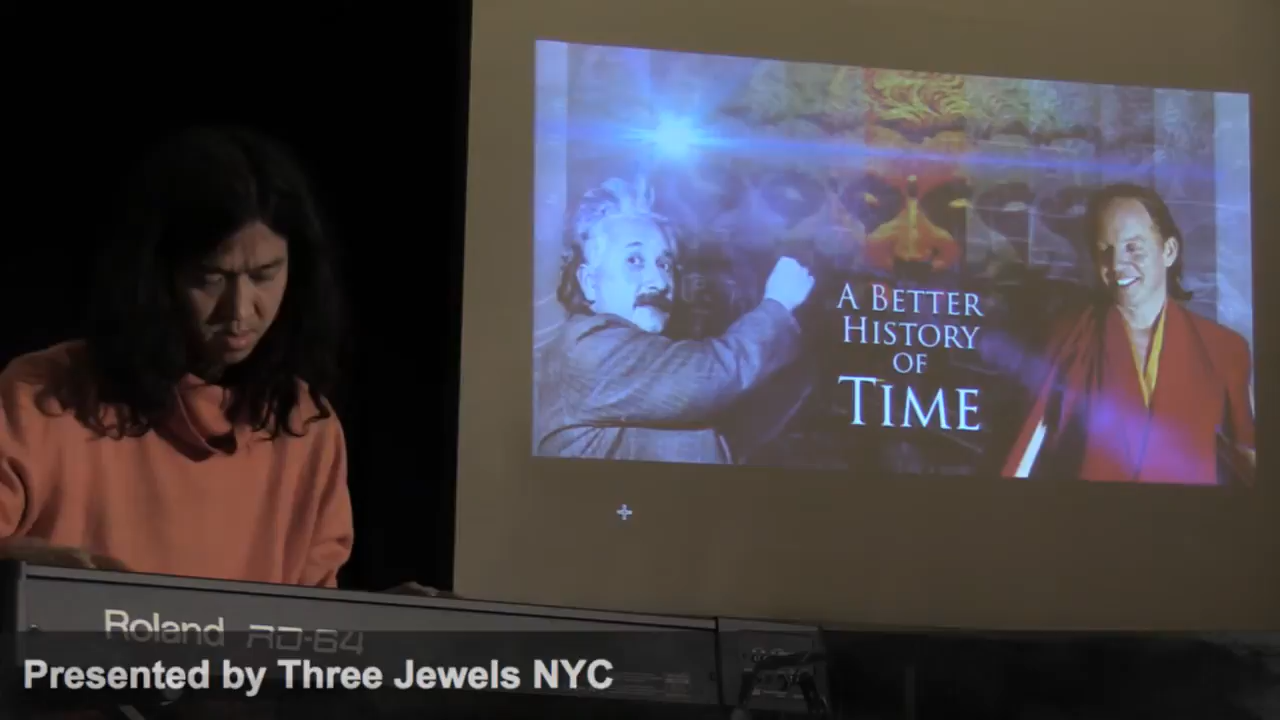 A BETTER
HISTORY
OF
TIME
Roland RD-64
Presented by Three Jewels NYC